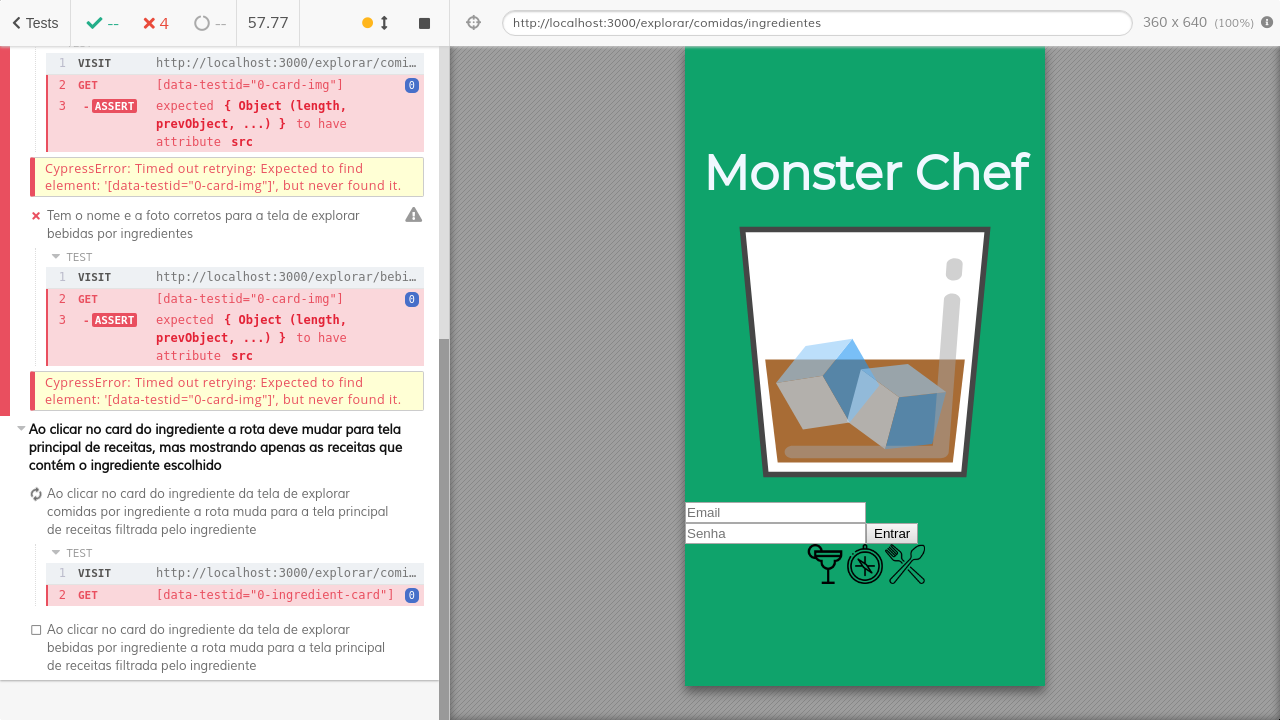 Tests
--
4
--
57.77
http://localhost:3000/explorar/comidas/ingredientes
360 x 640 (100%)
1 VISIT http://localhost:3000/explorar/comi…
2 GET [data-testid="0-card-img"] 0
3 -ASSERT expected { Object (length,
prevObject, ...) } to have
attribute src
CypressError: Timed out retrying: Expected to find
element: '[data-testid="0-card-img"]', but never found it.
Tem o nome e a foto corretos para a tela de explorar
bebidas por ingredientes
TEST
1 VISIT http://localhost:3000/explorar/bebi…
2 GET [data-testid="0-card-img"] 0
3 -ASSERT expected { Object (length,
prevObject, ...) } to have
attribute src
CypressError: Timed out retrying: Expected to find
element: '[data-testid="0-card-img"]', but never found it.
Ao clicar no card do ingrediente a rota deve mudar para tela
principal de receitas, mas mostrando apenas as receitas que
contém o ingrediente escolhido
Ao clicar no card do ingrediente da tela de explorar
comidas por ingrediente a rota muda para a tela principal
de receitas filtrada pelo ingrediente
TEST
1 VISIT http://localhost:3000/explorar/comi…
2 GET [data-testid="0-ingredient-card"] 0
Ao clicar no card do ingrediente da tela de explorar
bebidas por ingrediente a rota muda para a tela principal
de receitas filtrada pelo ingrediente
Monster Chef
Email
Senha
Entrar